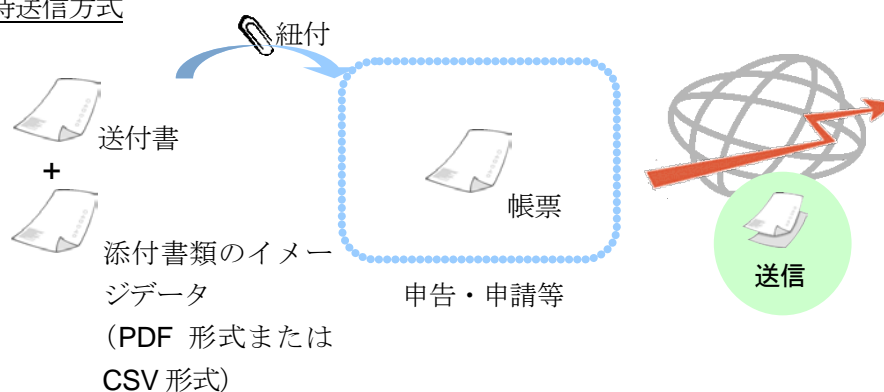 時送信方式
紐付
送付書
+
帳票
添付書類のイメー
ジデータ
(PDF 形式または
CSV 形式)
申告・申請等
送信